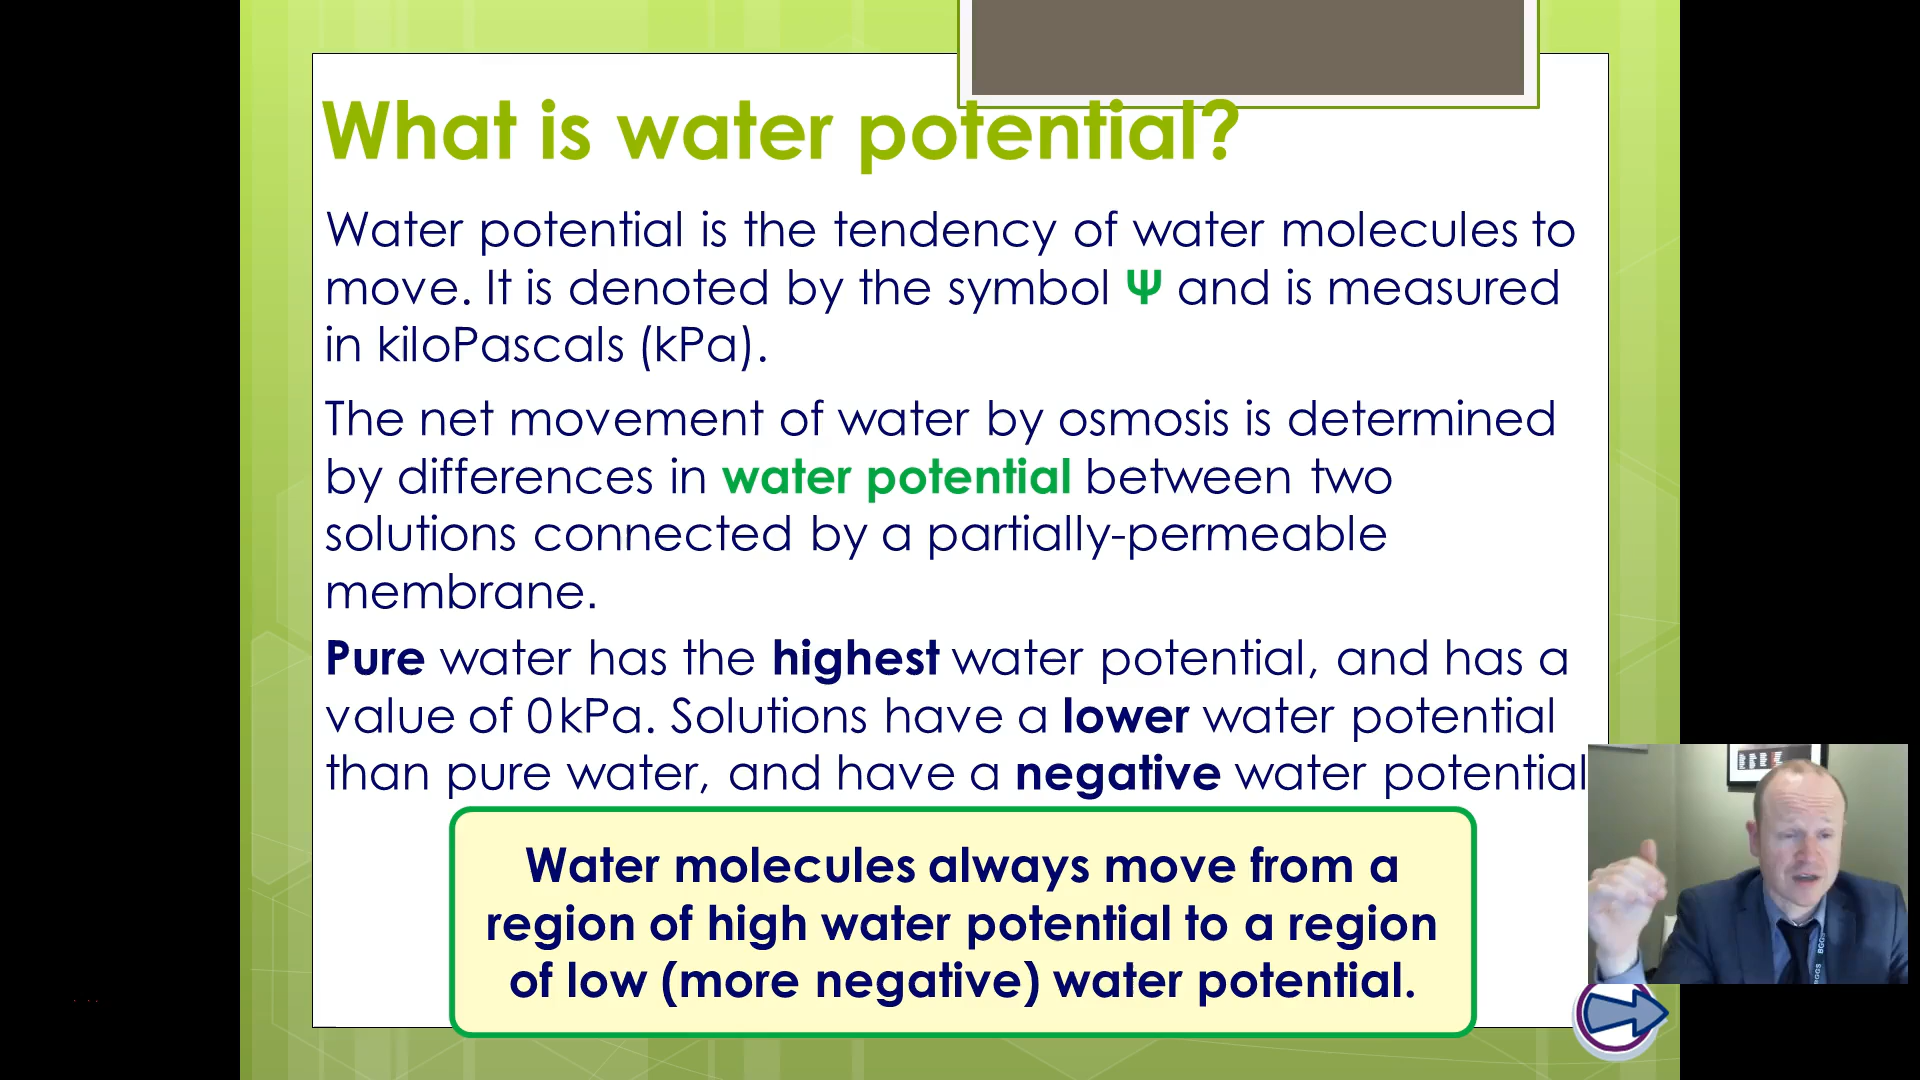 What is water potential?
Water potential is the tendency of water molecules to
move. It is denoted by the symbol Ψ and is measured
in kiloPascals (kPa).
The net movement of water by osmosis is determined
by differences in water potential between two
solutions connected by a partially-permeable
membrane.
Pure water has the highest water potential, and has a
value of 0 kPa. Solutions have a lower water potential
than pure water, and have a negative water potential
Water molecules always move from a
region of high water potential to a region
of low (more negative) water potential.